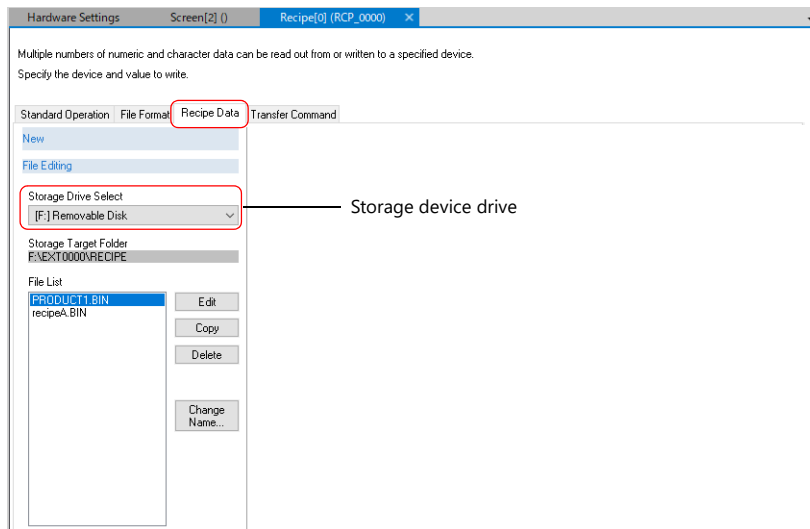 Hardware Settings Screen[2] () Recipe[0] (RCP_0000) ×
Multiple numbers of numeric and character data can be read out from or written to a specified device.
Specify the device and value to write.
Standard Operation File Format Recipe Data Transfer Command
New
File Editing
Storage Drive Select
[F:] Removable Disk
Storage device drive
Storage Target Folder
F:\EXT0000\RECIPE
File List
PRODUCT1.BIN
recipeA.BIN
Edit
Copy
Delete
Change
Name...